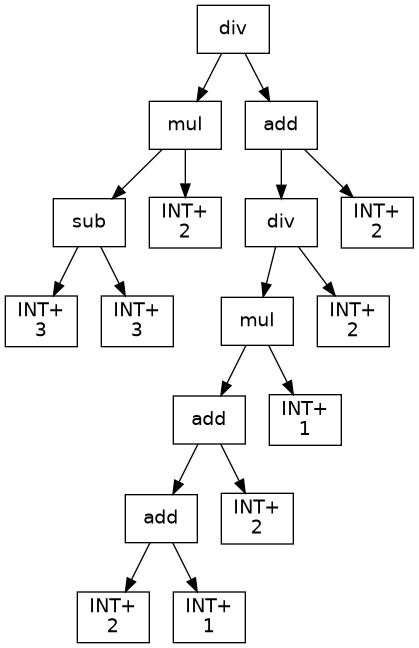 div
mul
add
sub
INT+
2
div
INT+
2
INT+
3
INT+
3
mul
INT+
2
add
INT+
1
add
INT+
2
INT+
2
INT+
1